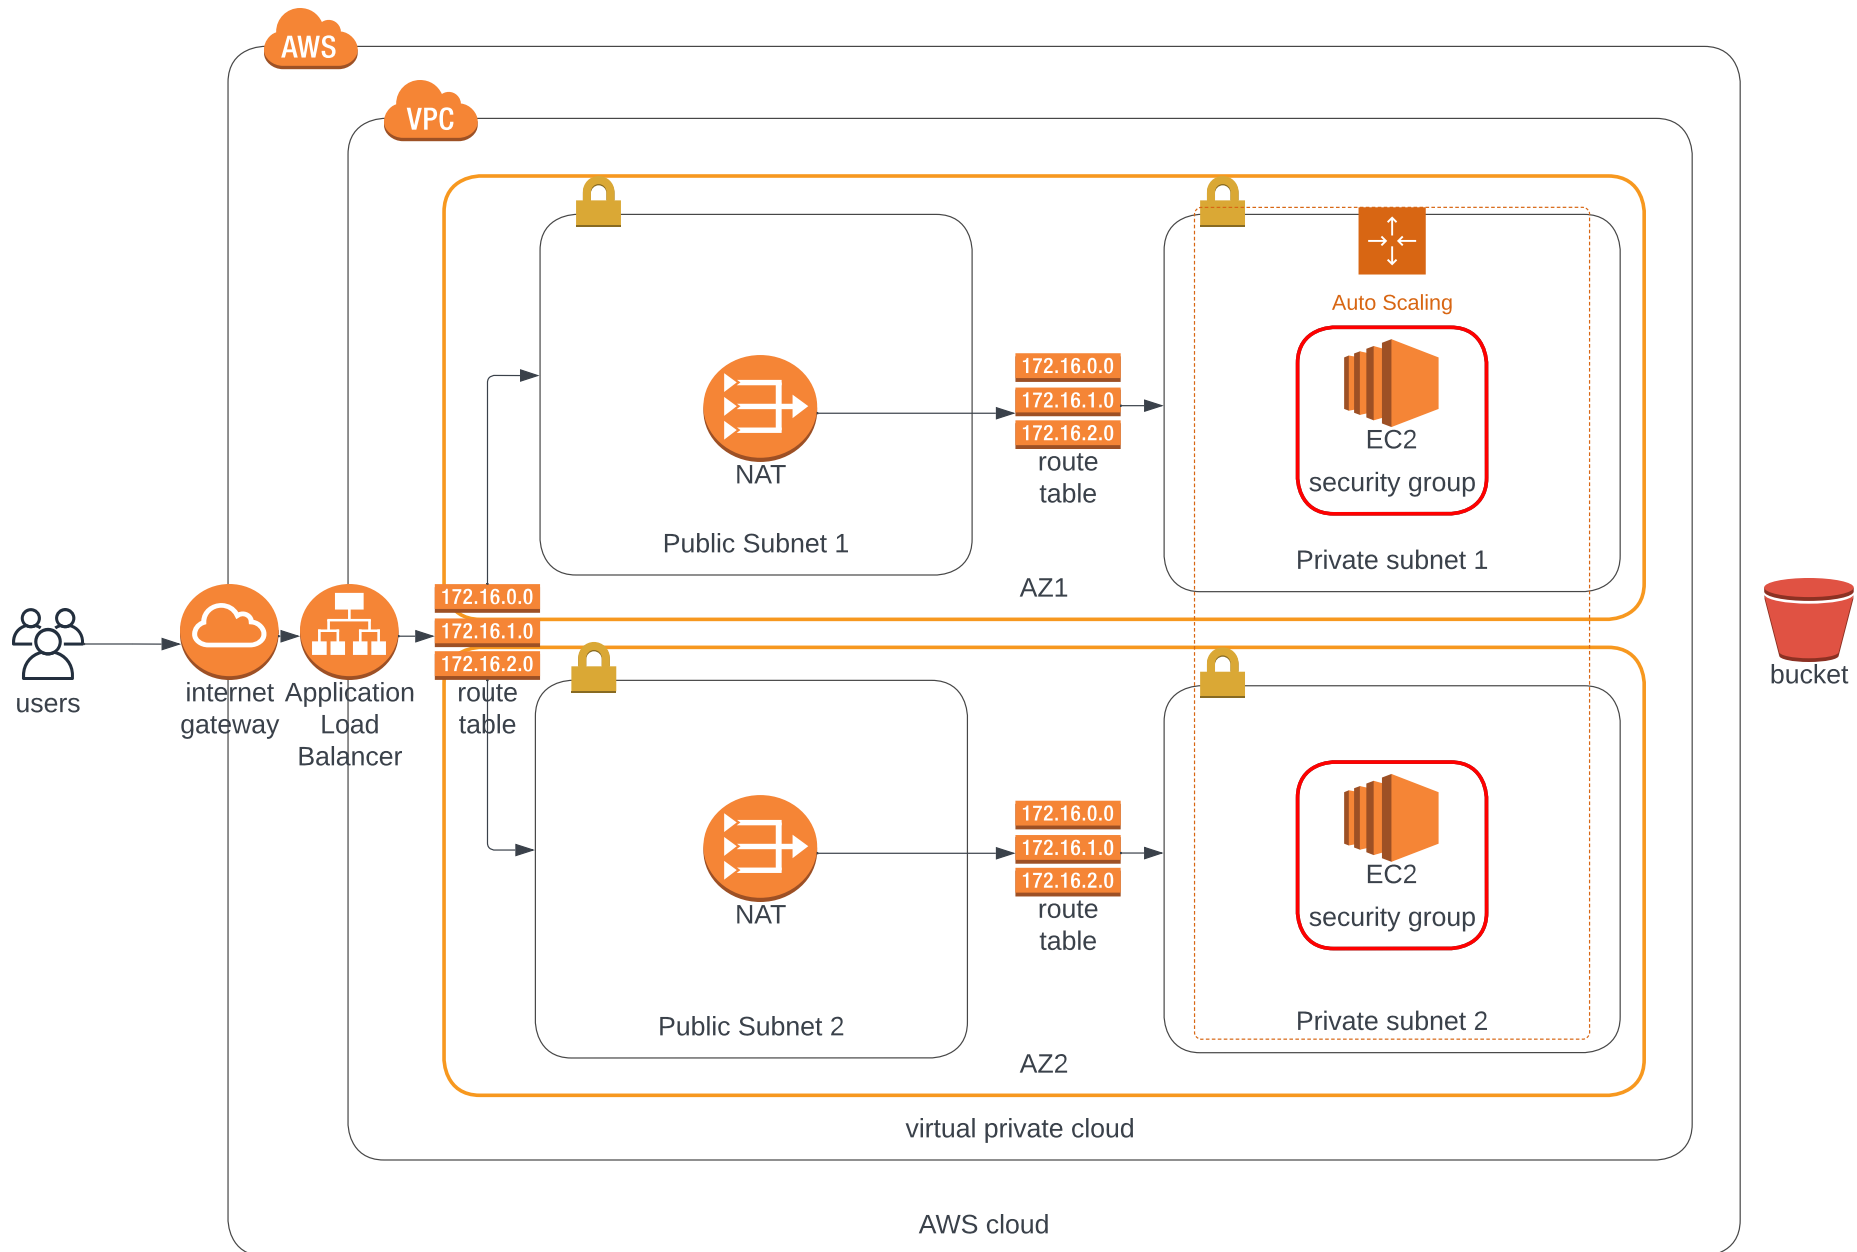 AWS
VPC
Auto Scaling
172.16.0.0
172.16.1.0
172.16.2.0
route
table
EC2
security group
NAT
Public Subnet 1
Private subnet 1
AZ1
172.16.0.0
172.16.1.0
172.16.2.0
route
table
users
internet
gateway
Application
Load
Balancer
bucket
172.16.0.0
172.16.1.0
172.16.2.0
route
table
EC2
security group
NAT
Public Subnet 2
Private subnet 2
AZ2
virtual private cloud
AWS cloud